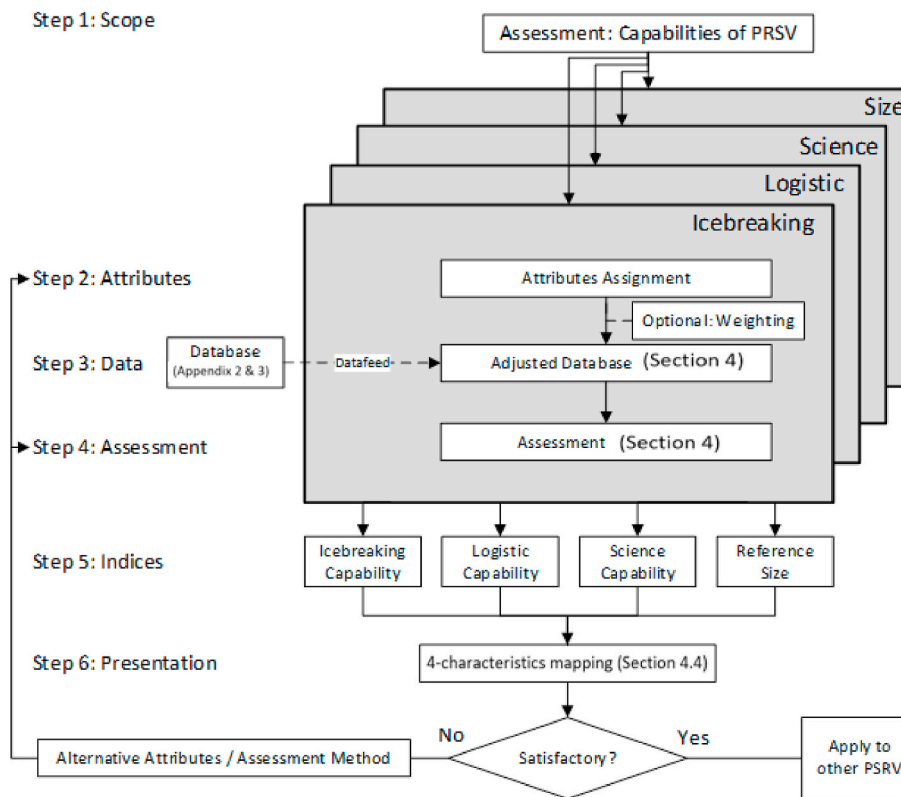 Step 1: Scope
Assessment: Capabilities of PRSV
Size
Science
Logistic
Icebreaking
Step 2: Attributes
Attributes Assignment
Optional: Weighting
Step 3: Data
Database
(Appendix 2 & 3)
Datafeed
Adjusted Database (Section 4)
Step 4: Assessment
Assessment (Section 4)
Step 5: Indices
Icebreaking
Capability
Logistic
Capability
Science
Capability
Reference
Size
Step 6: Presentation
4-characteristics mapping (Section 4.4)
No
Yes
Alternative Attributes / Assessment Method
Satisfactory?
Apply to
other PSRV